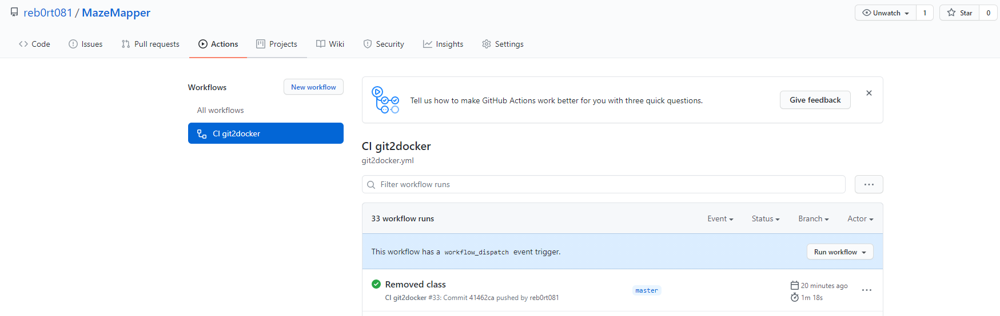 reb0rt081 / MazeMapper
Unwatch 1 Star 0
Code Issues Pull requests Actions Projects Wiki Security Insights Settings
Workflows
New workflow
All workflows
CI git2docker
Tell us how to make GitHub Actions work better for you with three quick questions.
Give feedback
CI git2docker
git2docker.yml
Filter workflow runs
33 workflow runs
Event Status Branch Actor
This workflow has a workflow_dispatch event trigger.
Run workflow
Removed class
CI git2docker #33: Commit 41462ca pushed by reb0rt081
master
20 minutes ago
1m 18s